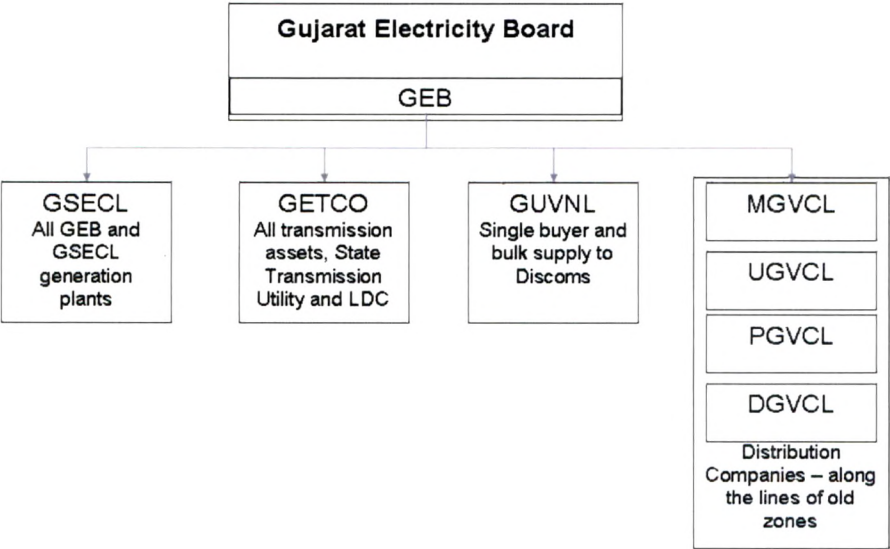 Gujarat Electricity Board
GEB
GSECL
All GEB and
GSECL
generation
plants
GETCO
All transmission
assets, State
Transmission
Utility and LDC
GUVNL
Single buyer and
bulk supply to
Discoms
MGVCL
UGVCL
PGVCL
DGVCL
Distribution
Companies – along
the lines of old
zones